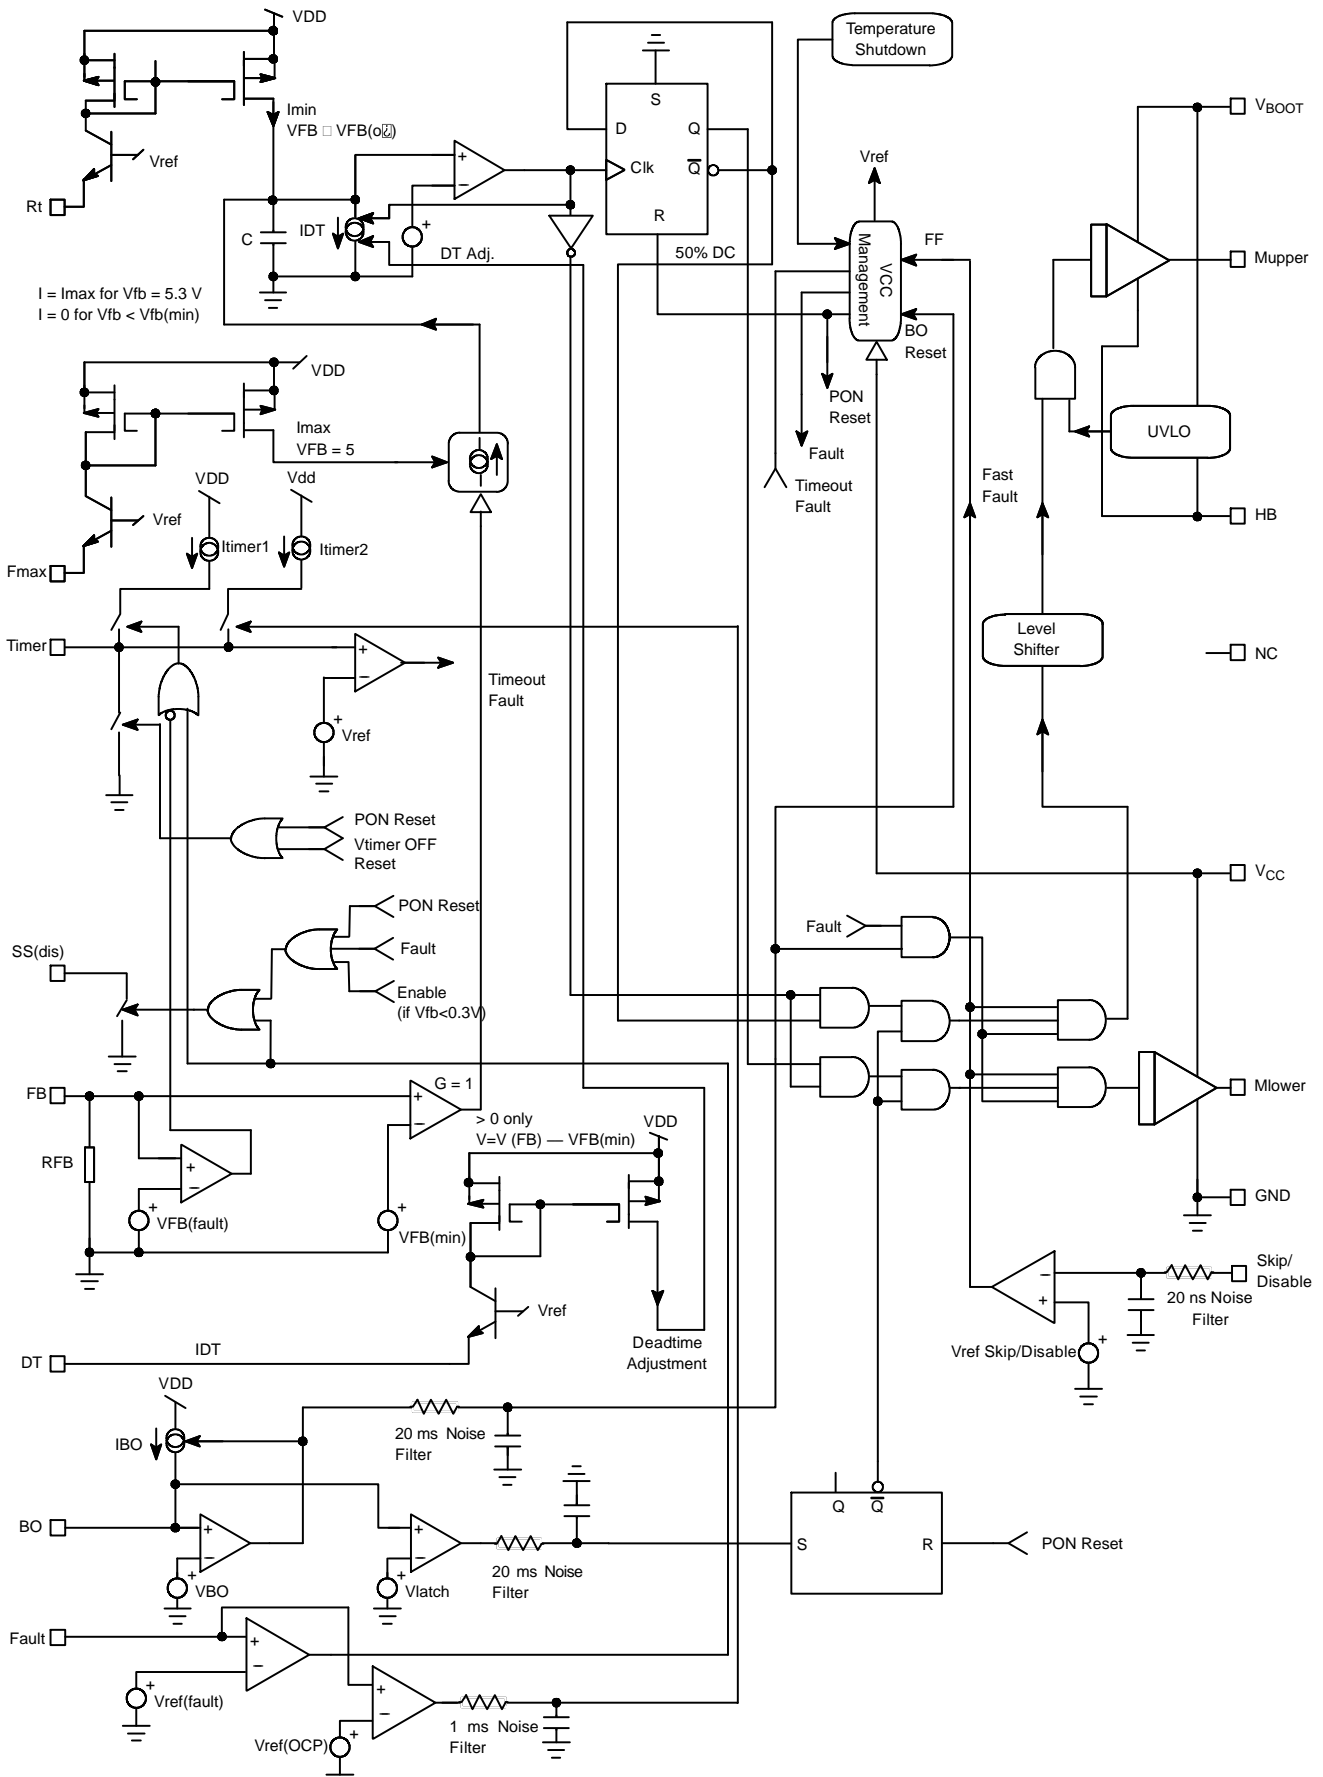 VDD
Temperature
Shutdown
Imin
VFB VFB(o
Vref
Rt
S
D
Q
Clk
Q
R
+
−
C
IDT
+
DT Adj.
50% DC
Vref
VCC
Management
FF
BO
Reset
PON
Reset
Fault
Timeout
Fault
VBOOT
Mupper
UVLO
HB
I = Imax for Vfb = 5.3 V
I = 0 for Vfb < Vfb(min)
VDD
Imax
VFB = 5
Vref
Fmax
VDD
Vdd
Itimer1
Itimer2
Fast
Fault
Level
Shifter
NC
Timer
+
−
Timeout
Fault
+
Vref
PON Reset
Vtimer OFF
Reset
VCC
PON Reset
Fault
Enable
(if Vfb<0.3V)
SS(dis)
Fault
FB
G = 1
+
−
> 0 only
V=V (FB) — VFB(min)
VDD
Mlower
RFB
+
−
+
VFB(fault)
+
VFB(min)
GND
Skip/
Disable
−
+
20 ns Noise
Filter
Vref Skip/Disable
+
Vref
DT
IDT
Deadtime
Adjustment
VDD
IBO
20 ms Noise
Filter
BO
+
−
+
VBO
+
−
+
Vlatch
20 ms Noise
Filter
Q
Q
S
R
PON Reset
Fault
+
−
+
Vref(fault)
+
−
+
Vref(OCP)
1 ms Noise
Filter